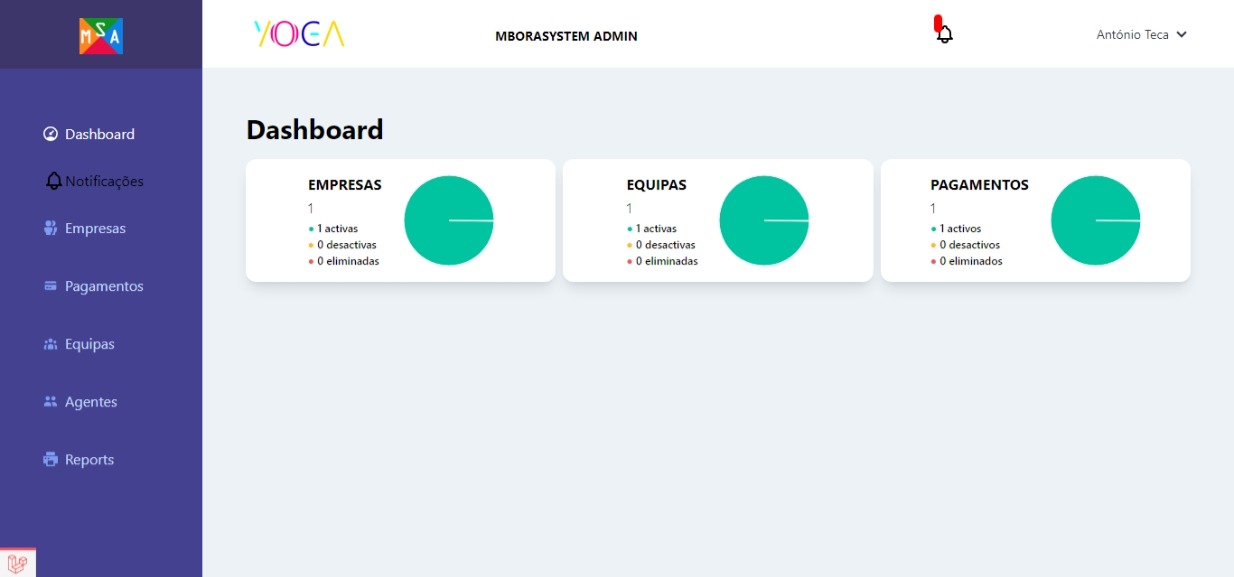 MSA
YOGA
MBORASYSTEM ADMIN
António Teca
Dashboard
Notificações
Empresas
Pagamentos
Equipas
Agentes
Reports
Dashboard
EMPRESAS
1
1 activas
0 desactivas
0 eliminadas
EQUIPAS
1
1 activas
0 desactivas
0 eliminadas
PAGAMENTOS
1
1 activos
0 desactivos
0 eliminados